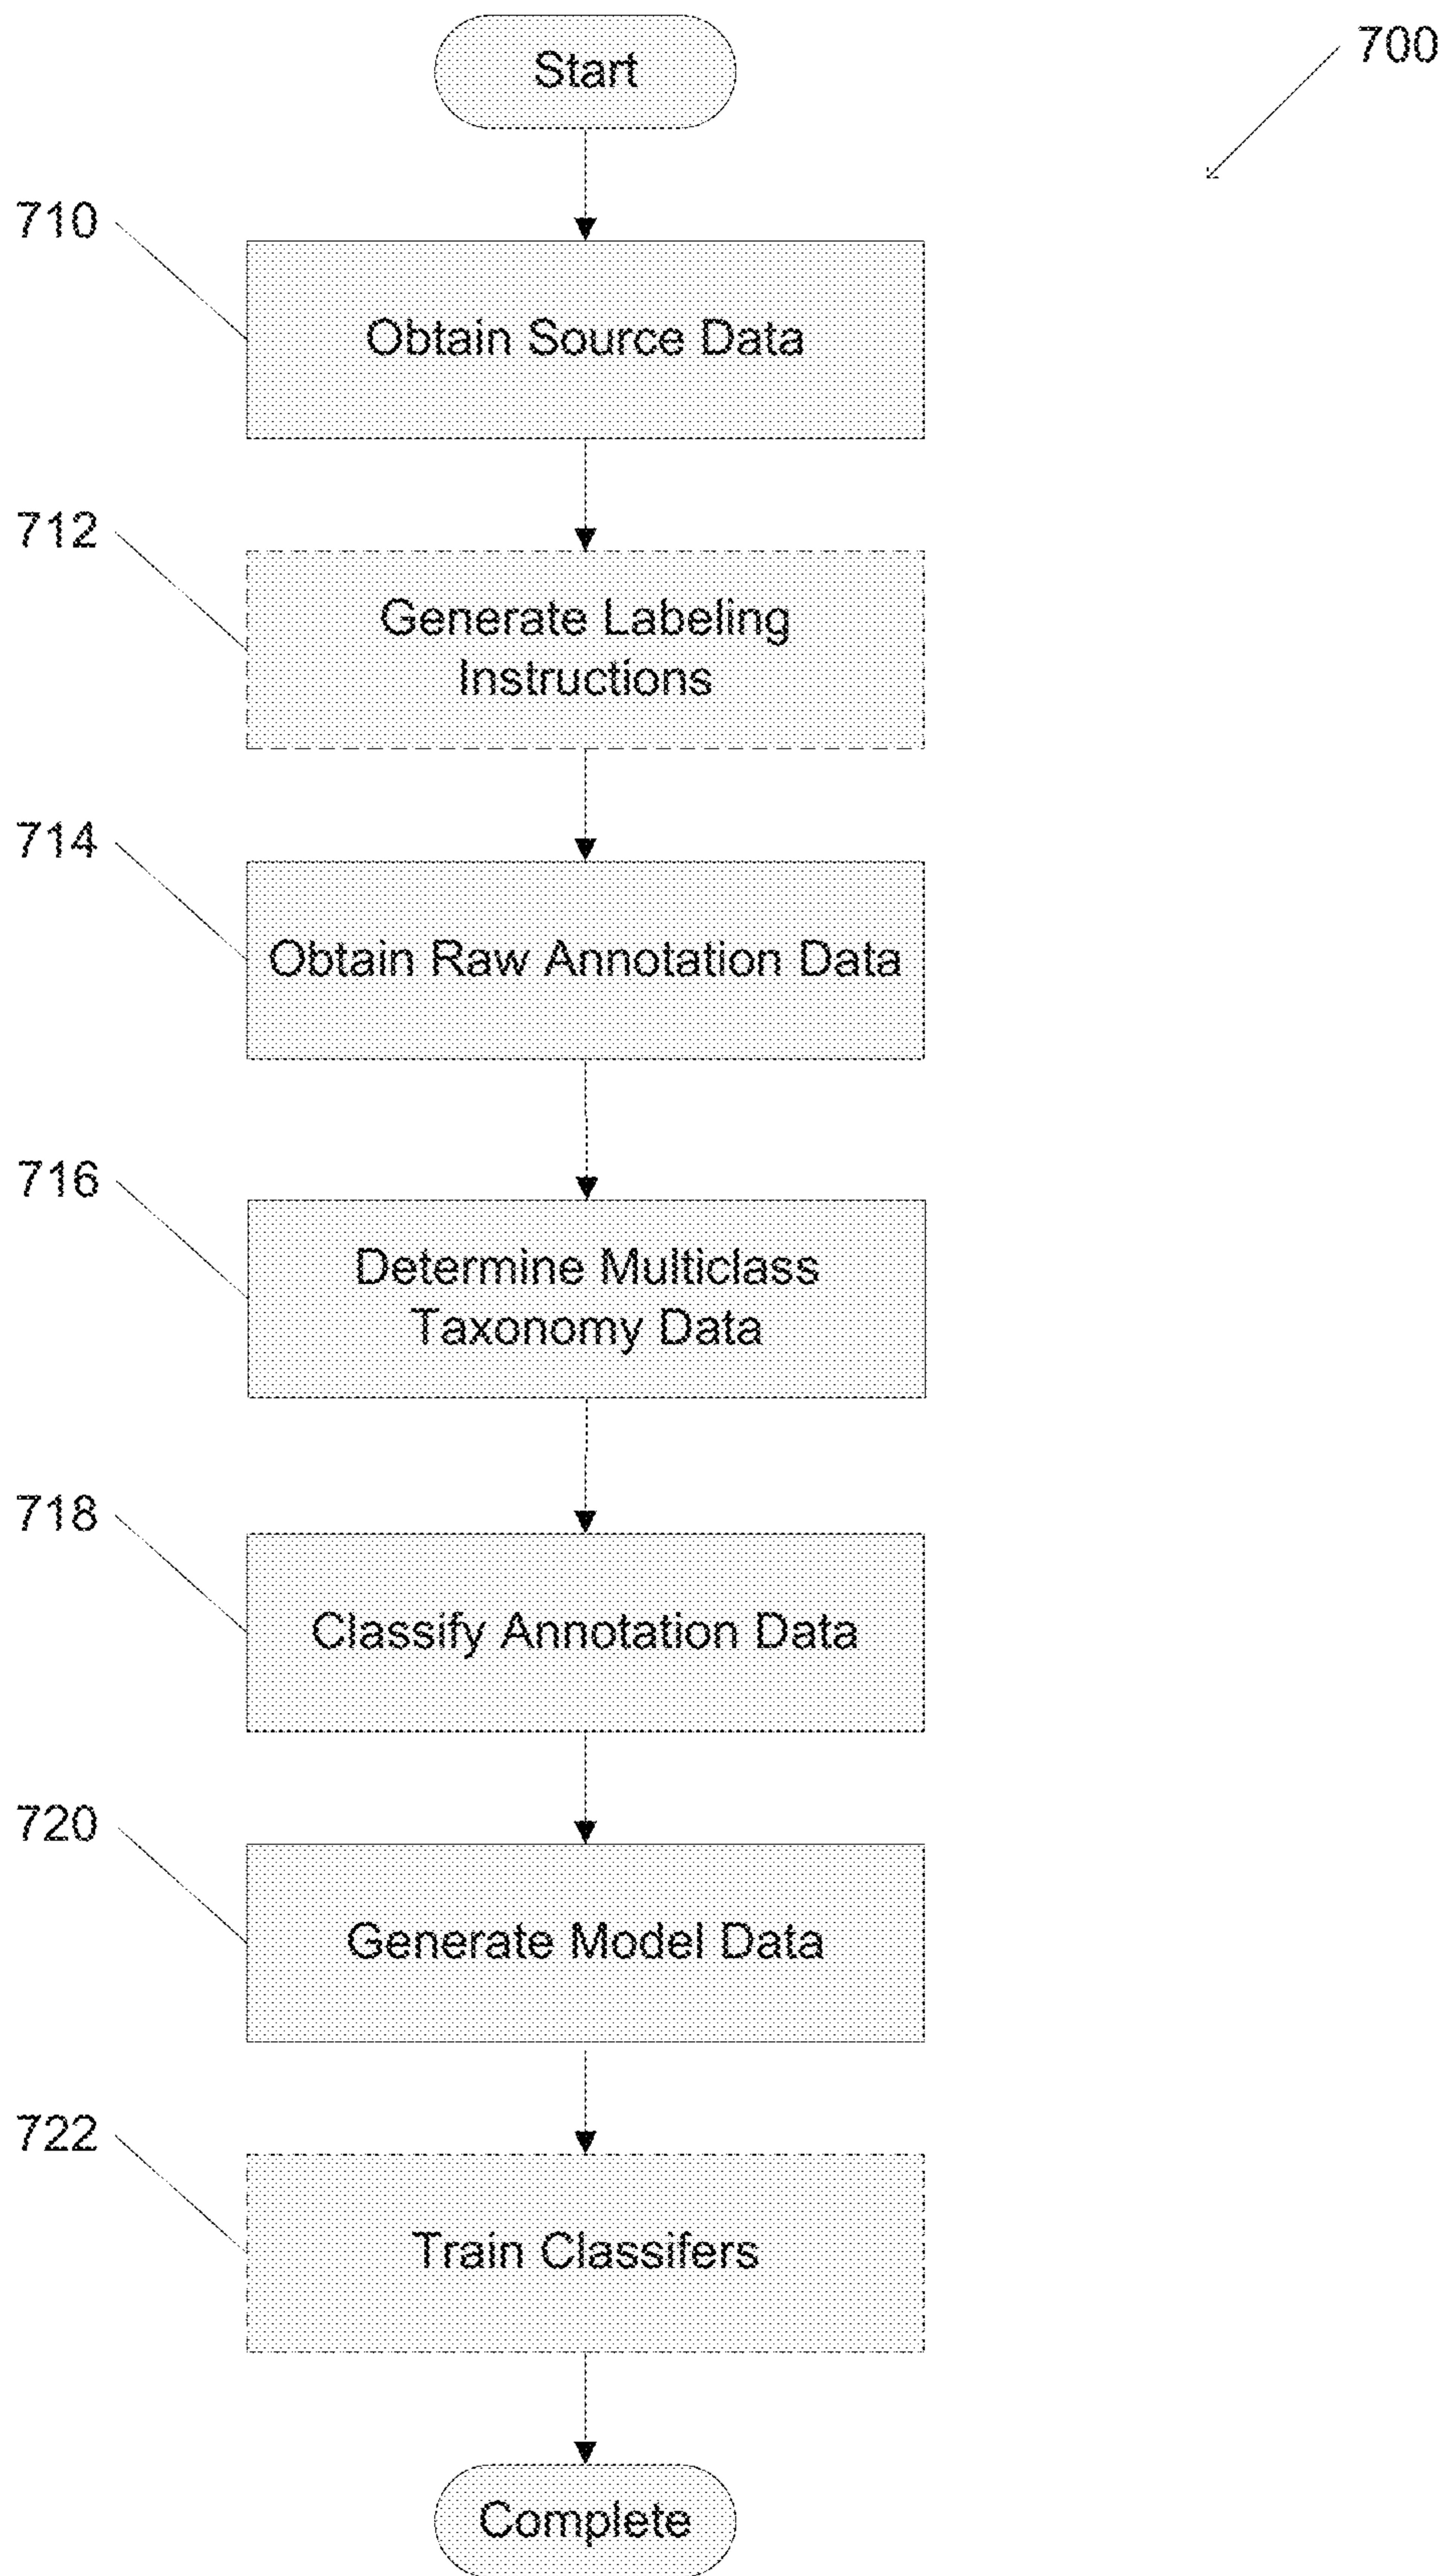 Start
700
710
Obtain Source Data
712
Generate Labeling
Instructions
714
Obtain Raw Annotation Data
716
Determine Multiclass
Taxonomy Data
718
Classify Annotation Data
720
Generate Model Data
722
Train Classifers
Complete